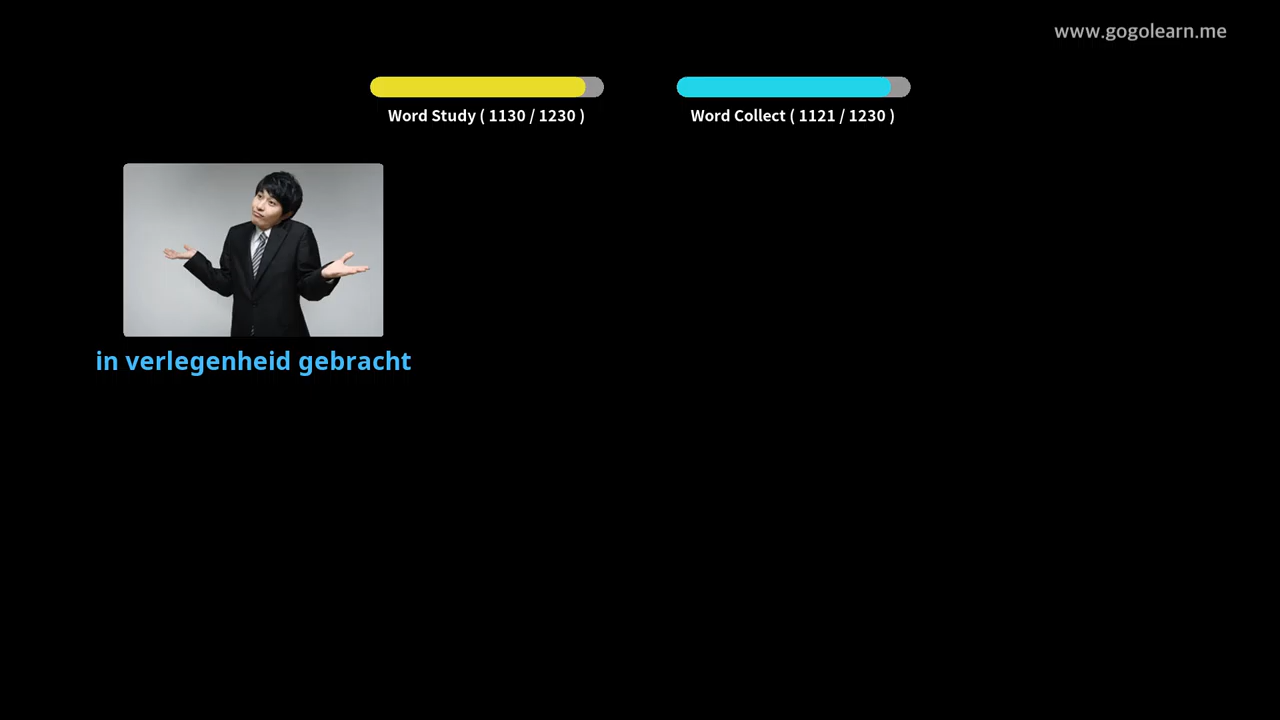 www.gogolearn.me
Word Study ( 1130 / 1230 )
Word Collect ( 1121 / 1230 )
in verlegenheid gebracht